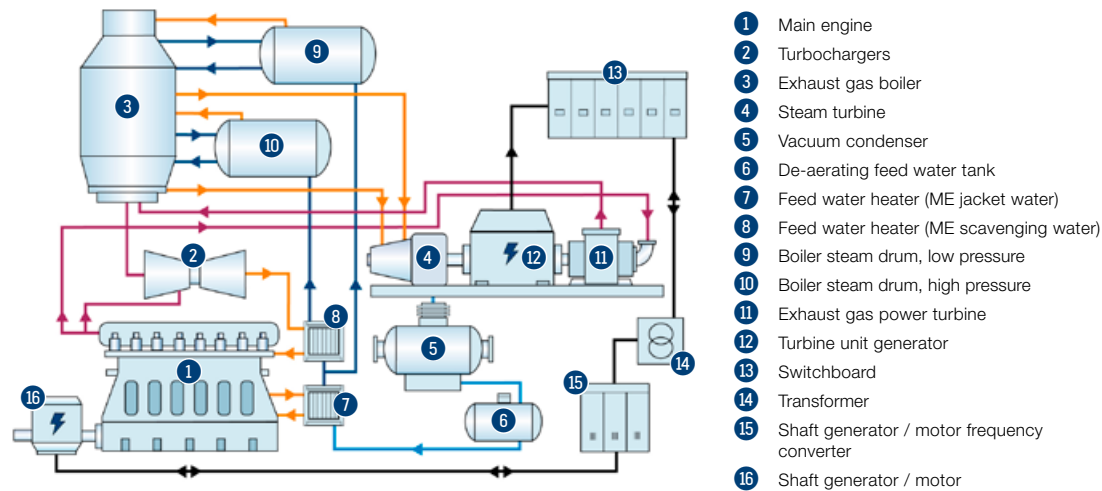 9
13
3
10
12
4
11
2
8
5
14
1
15
16
7
6
1 Main engine
2 Turbochargers
3 Exhaust gas boiler
4 Steam turbine
5 Vacuum condenser
6 De-aerating feed water tank
7 Feed water heater (ME jacket water)
8 Feed water heater (ME scavenging water)
9 Boiler steam drum, low pressure
10 Boiler steam drum, high pressure
11 Exhaust gas power turbine
12 Turbine unit generator
13 Switchboard
14 Transformer
15 Shaft generator / motor frequency
converter
16 Shaft generator / motor